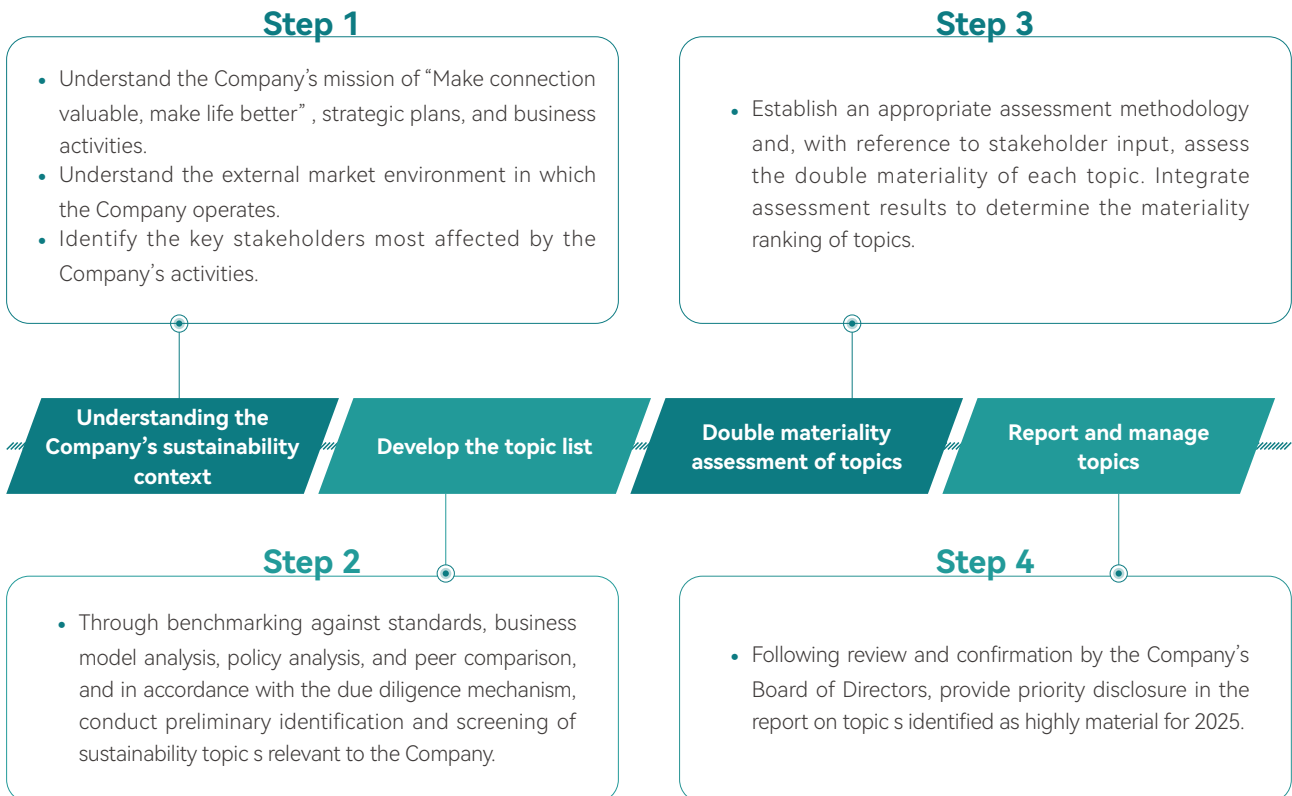 Step 1
• Understand the Company's mission of “Make connection
valuable, make life better” , strategic plans, and business
activities.
• Understand the external market environment in which
the Company operates.
• Identify the key stakeholders most affected by the
Company's activities.
Step 3
• Establish an appropriate assessment methodology
and, with reference to stakeholder input, assess
the double materiality of each topic. Integrate
assessment results to determine the materiality
ranking of topics.
Understanding the
Company's sustainability
context
Develop the topic list
Double materiality
assessment of topics
Report and manage
topics
Step 2
• Through benchmarking against standards, business
model analysis, policy analysis, and peer comparison,
and in accordance with the due diligence mechanism,
conduct preliminary identification and screening of
sustainability topic s relevant to the Company.
Step 4
• Following review and confirmation by the Company's
Board of Directors, provide priority disclosure in the
report on topic s identified as highly material for 2025.